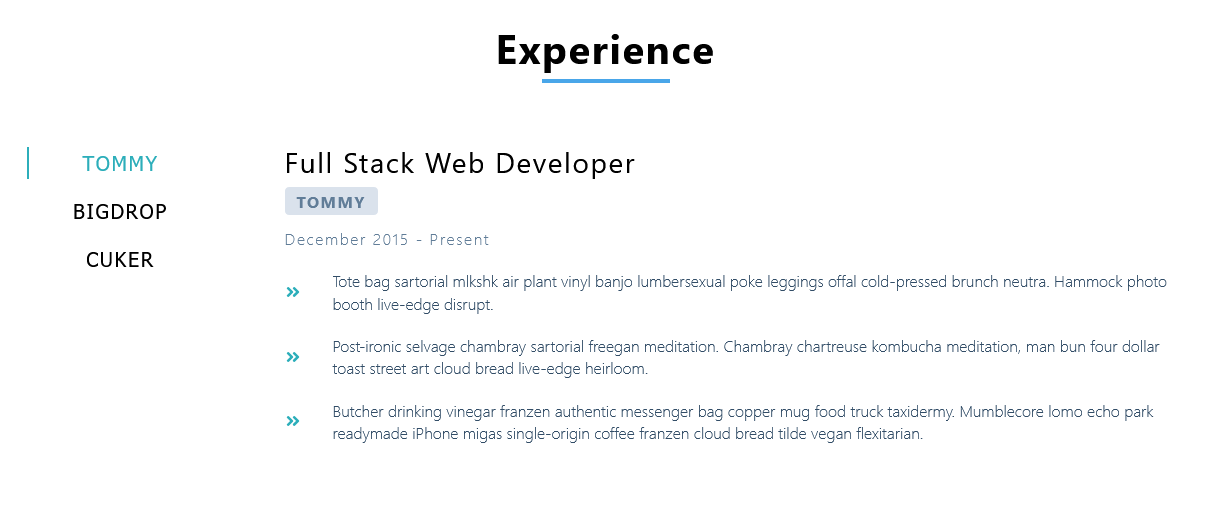 Experience
TOMMY
BIGDROP
CUKER
Full Stack Web Developer
TOMMY
December 2015 - Present
Tote bag sartorial mlkshk air plant vinyl banjo lumbersexual poke leggings offal cold-pressed brunch neutra. Hammock photo
booth live-edge disrupt.
Post-ironic selvage chambray sartorial freegan meditation. Chambray chartreuse kombucha meditation, man bun four dollar
toast street art cloud bread live-edge heirloom.
Butcher drinking vinegar franzen authentic messenger bag copper mug food truck taxidermy. Mumblecore lomo echo park
readymade iPhone migas single-origin coffee franzen cloud bread tilde vegan flexitarian.